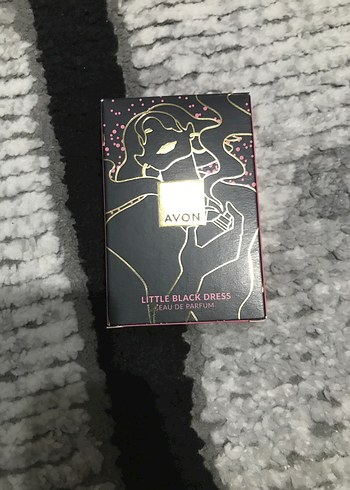 AVON
LITTLE BLACK DRESS
EAU DE PARFUM